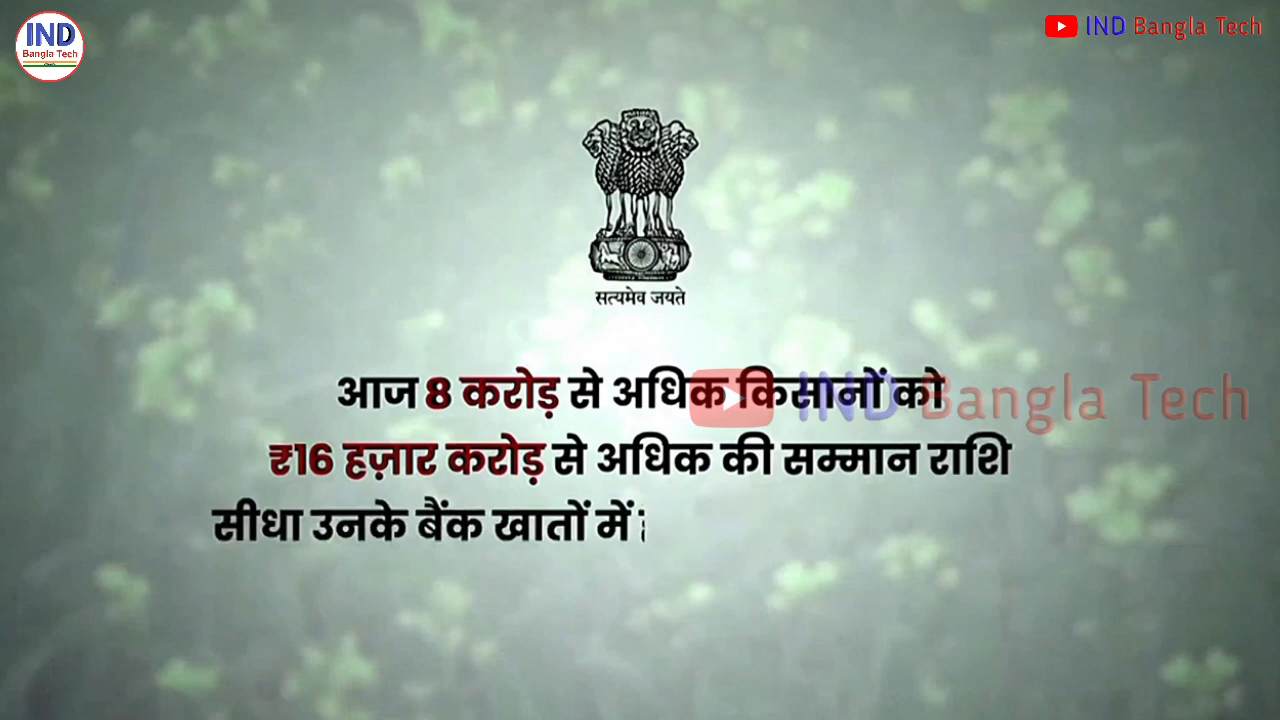 IND
Bangla Tech
IND Bangla Tech
सत्यमेव जयते
आज 8 करोड़ से अधिक किसानों को
IND Bangla Tech
₹16 हज़ार करोड़ से अधिक की सम्मान राशि
सीधा उनके बैंक खातों में